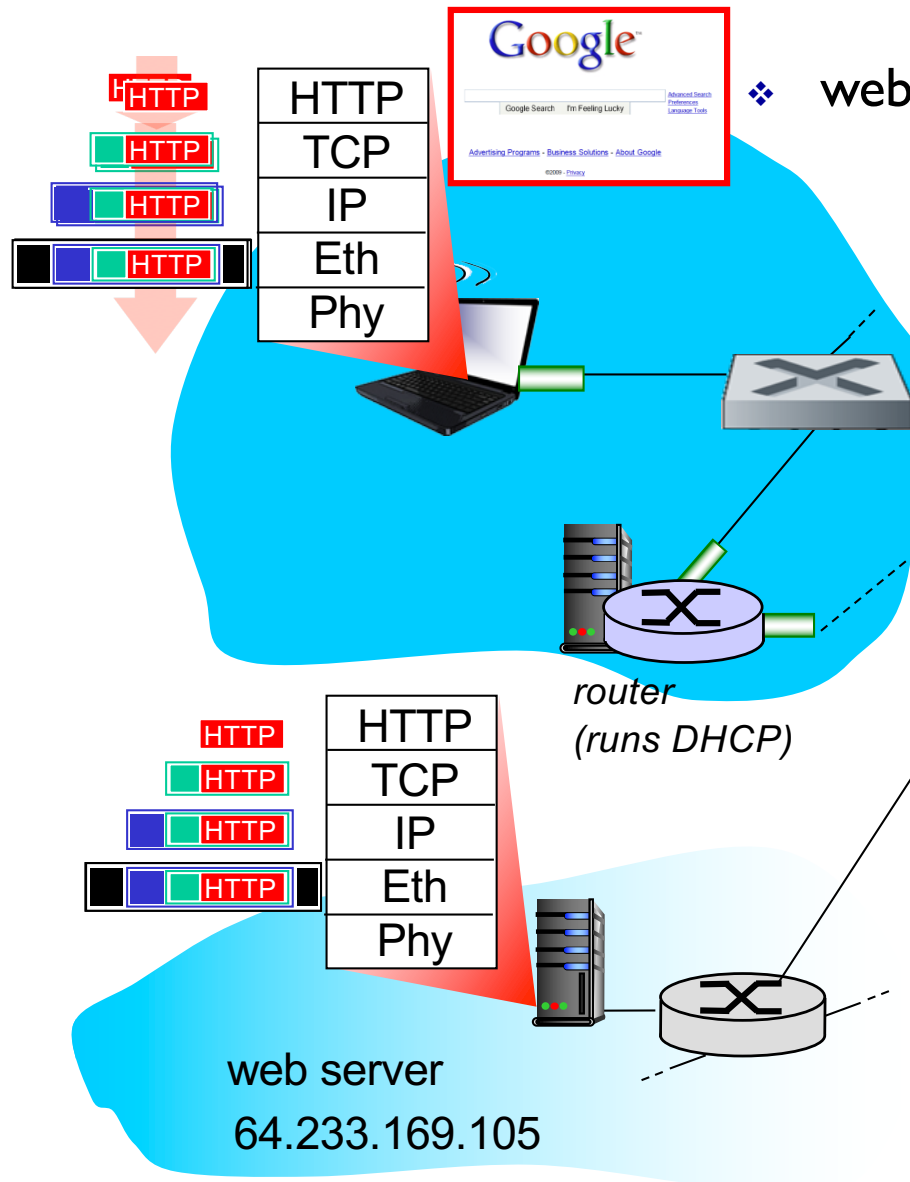 Google™
Advanced Search
Preferences
Language Tools
Google Search I'm Feeling Lucky
Advertising Programs - Business Solutions - About Google
©2009 - Privacy
❖ web
HTTP
HTTP
HTTP
HTTP
HTTP
HTTP
TCP
IP
Eth
Phy
router
(runs DHCP)
HTTP
HTTP
HTTP
HTTP
HTTP
TCP
IP
Eth
Phy
web server
64.233.169.105